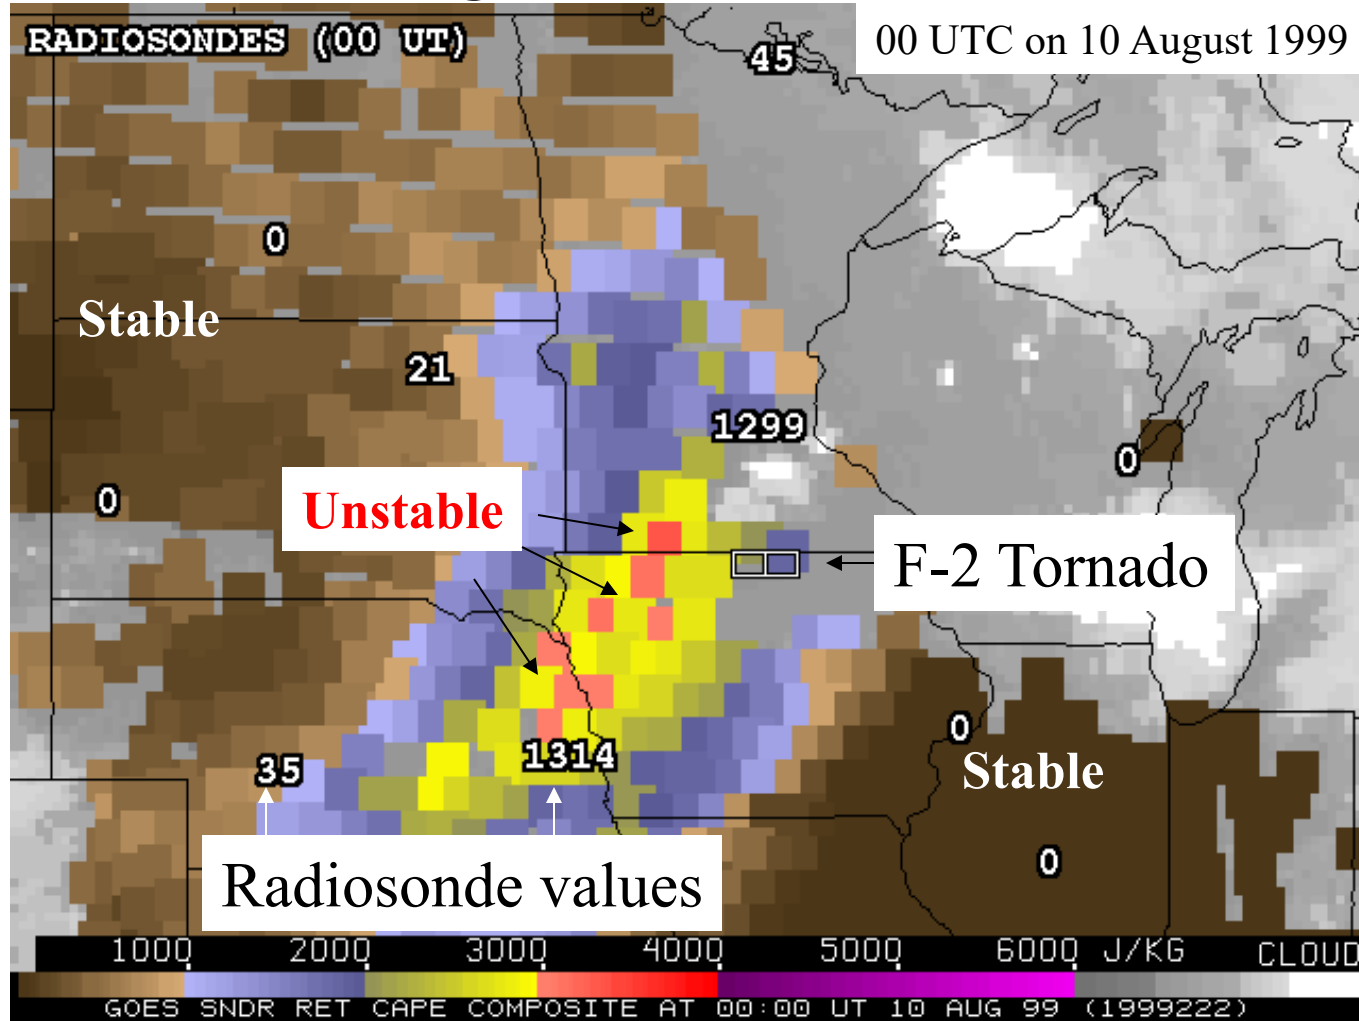 RADIOSONDES (00 UT)
00 UTC on 10 August 1999
45
0
Stable
21
1299
0
0
Unstable
F-2 Tornado
0
1314
35
Stable
0
Radiosonde values
1000 2000 3000 4000 5000 6000 J/KG CLOUD
GOES SNDR RET CAPE COMPOSITE AT 00:00 UT 10 AUG 99 (1999222)